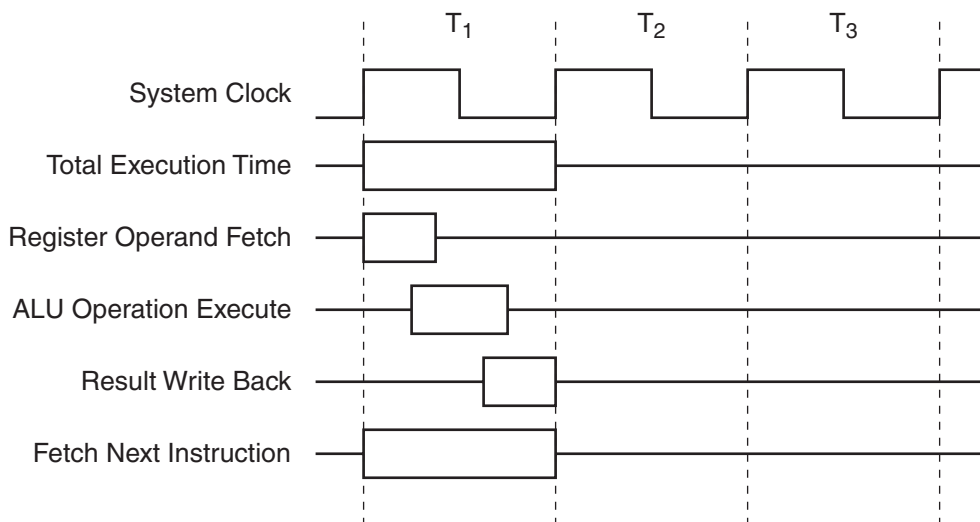 T1 T2 T3
System Clock
Total Execution Time
Register Operand Fetch
ALU Operation Execute
Result Write Back
Fetch Next Instruction